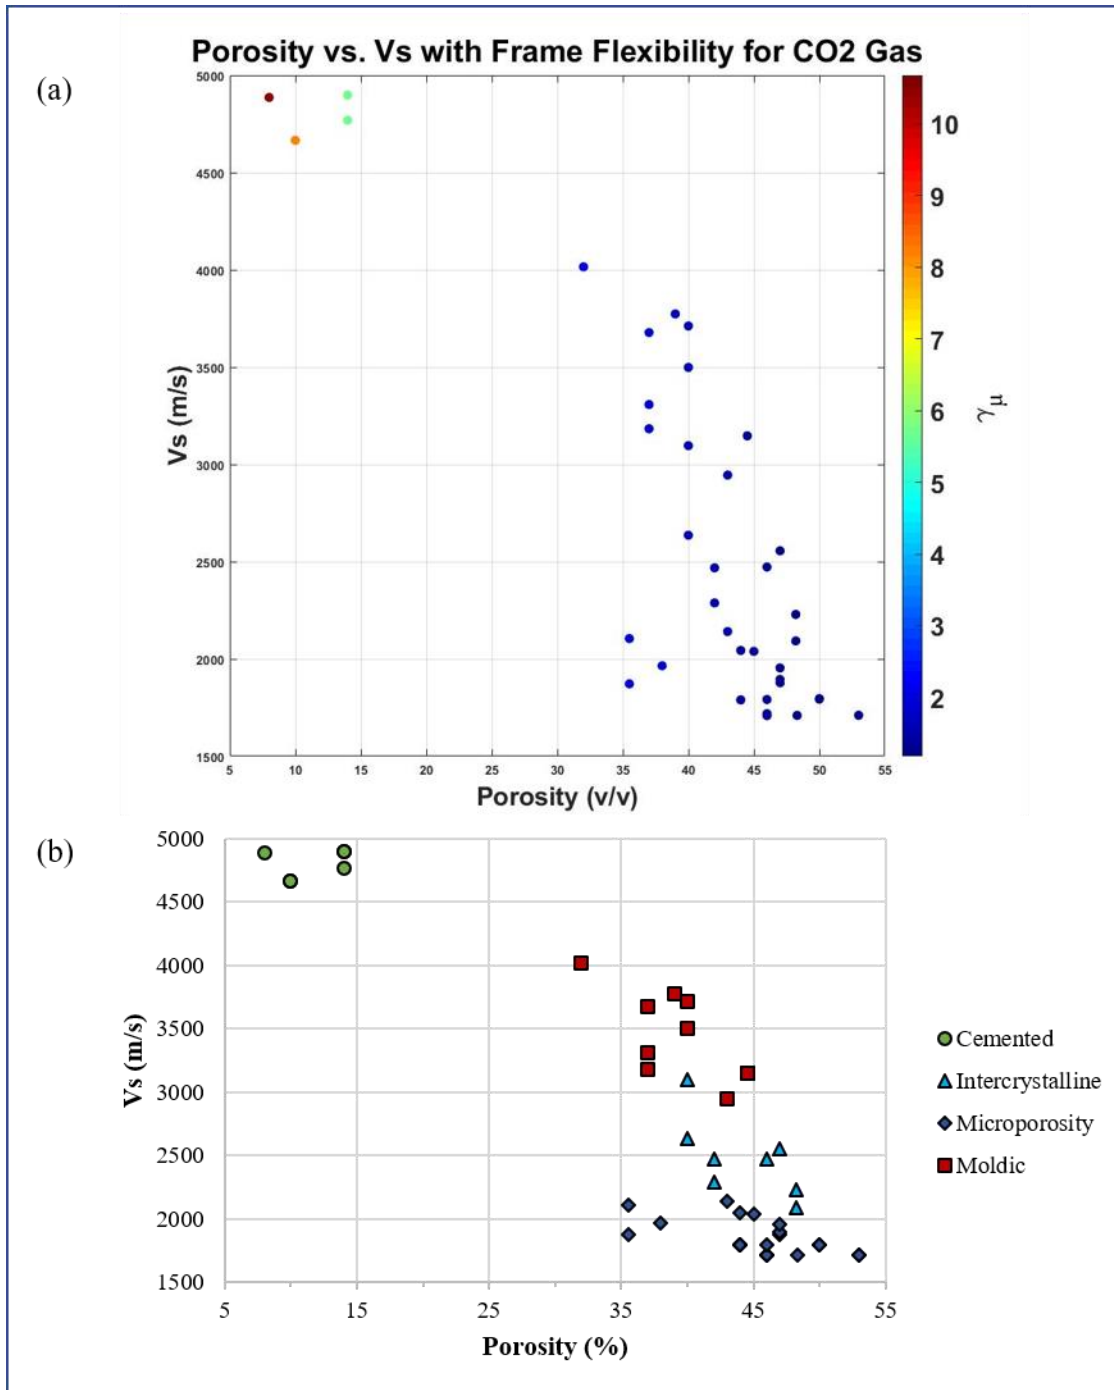 Porosity vs. Vs with Frame Flexibility for CO2 Gas
(a)
5000
4500
4000
3500
3000
2500
2000
1500
Vs (m/s)
5 10 15 20 25 30 35 40 45 50 55
Porosity (v/v)
10
9
8
7
6
5
4
3
2
γμ
(b)
5000
4500
4000
3500
3000
2500
2000
1500
Vs (m/s)
5 15 25 35 45 55
Porosity (%)
Cemented
Intercrystalline
Microporosity
Moldic